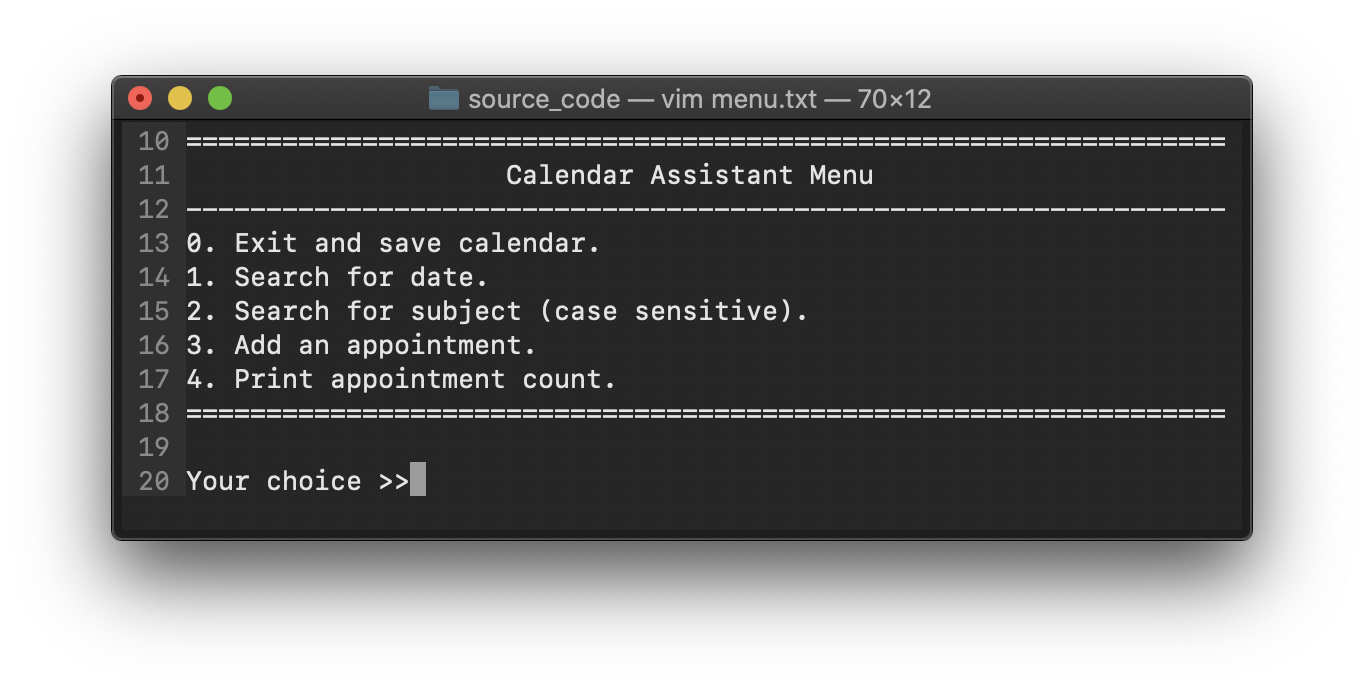 source_code — vim menu.txt — 70×12
10 =================================================================
11                     Calendar Assistant Menu
12 -----------------------------------------------------------------
13 0. Exit and save calendar.
14 1. Search for date.
15 2. Search for subject (case sensitive).
16 3. Add an appointment.
17 4. Print appointment count.
18 =================================================================
19
20 Your choice >>